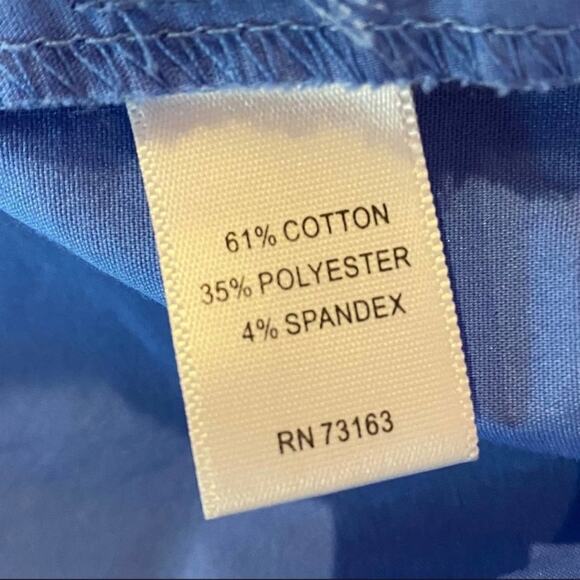 61% COTTON
35% POLYESTER
4% SPANDEX
RN 73163